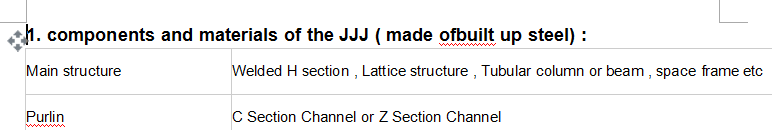 1. components and materials of the JJJ ( made ofbuilt up steel) :
Main structure Welded H section , Lattice structure , Tubular column or beam , space frame etc
Purlin C Section Channel or Z Section Channel